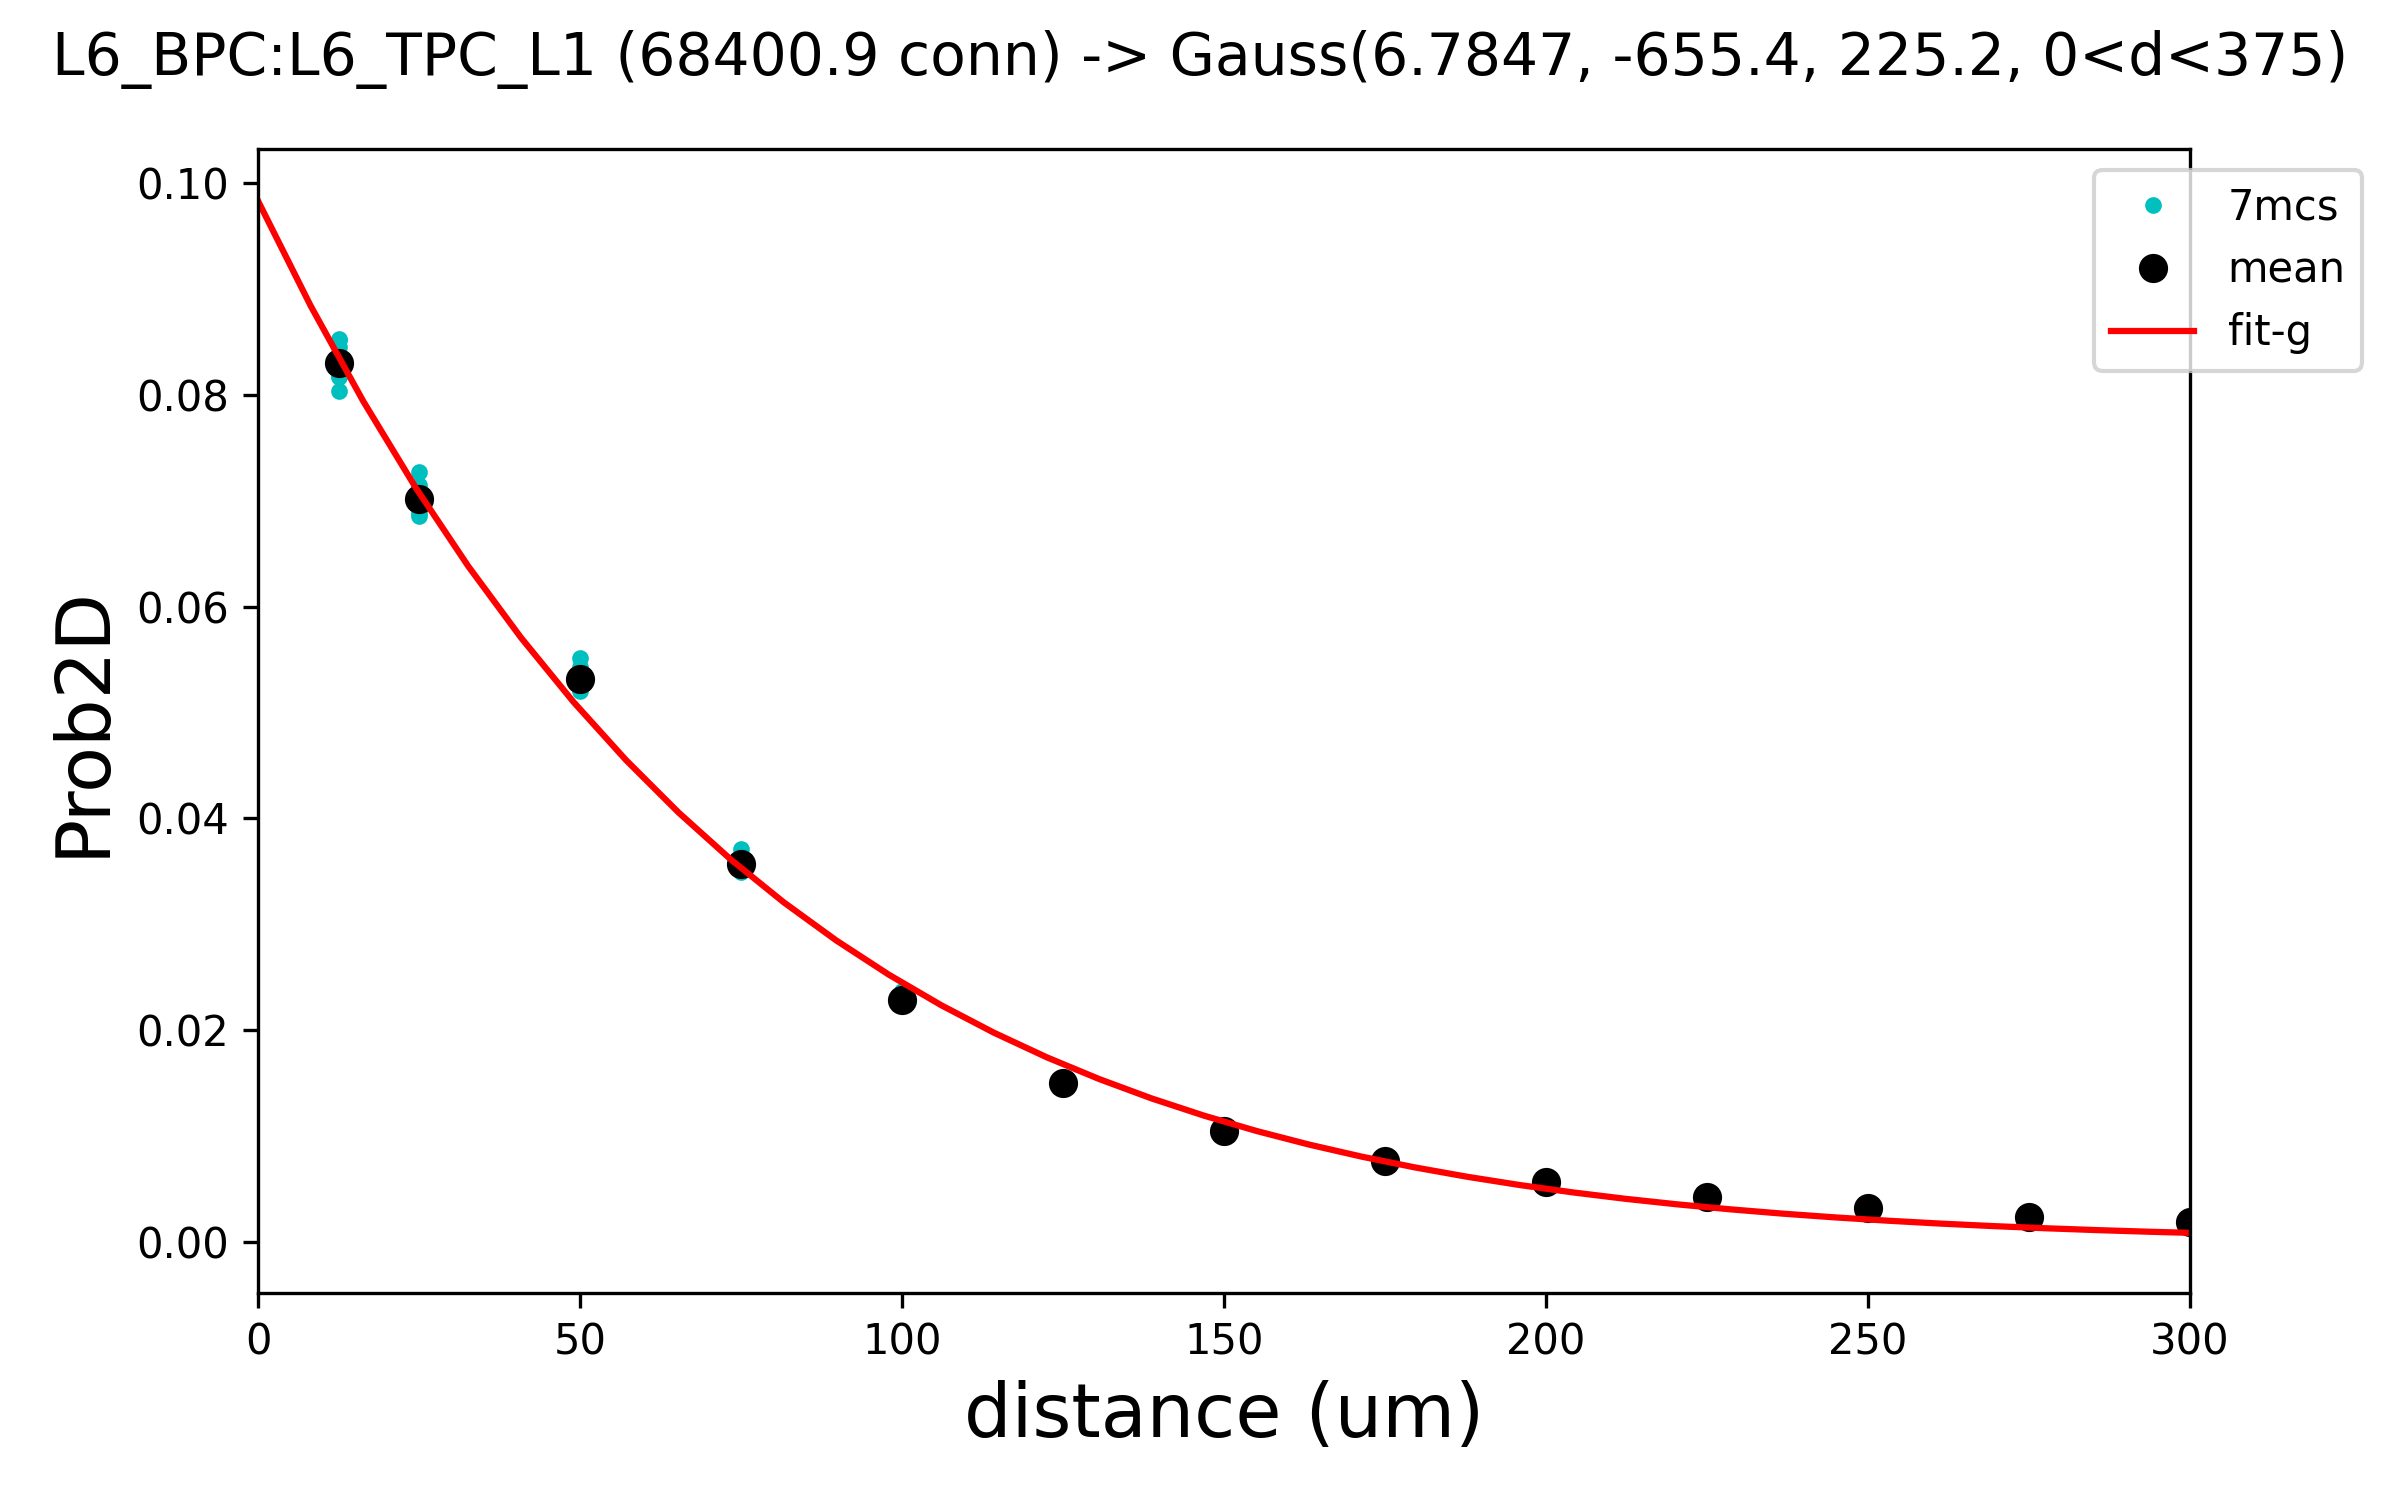 L6_BPC:L6_TPC_L1 (68400.9 conn) -> Gauss(6.7847, -655.4, 225.2, 0<d<375)
7mcs
mean
fit-g
Prob2D
0.10
0.08
0.06
0.04
0.02
0.00
0 50 100 150 200 250 300
distance (um)